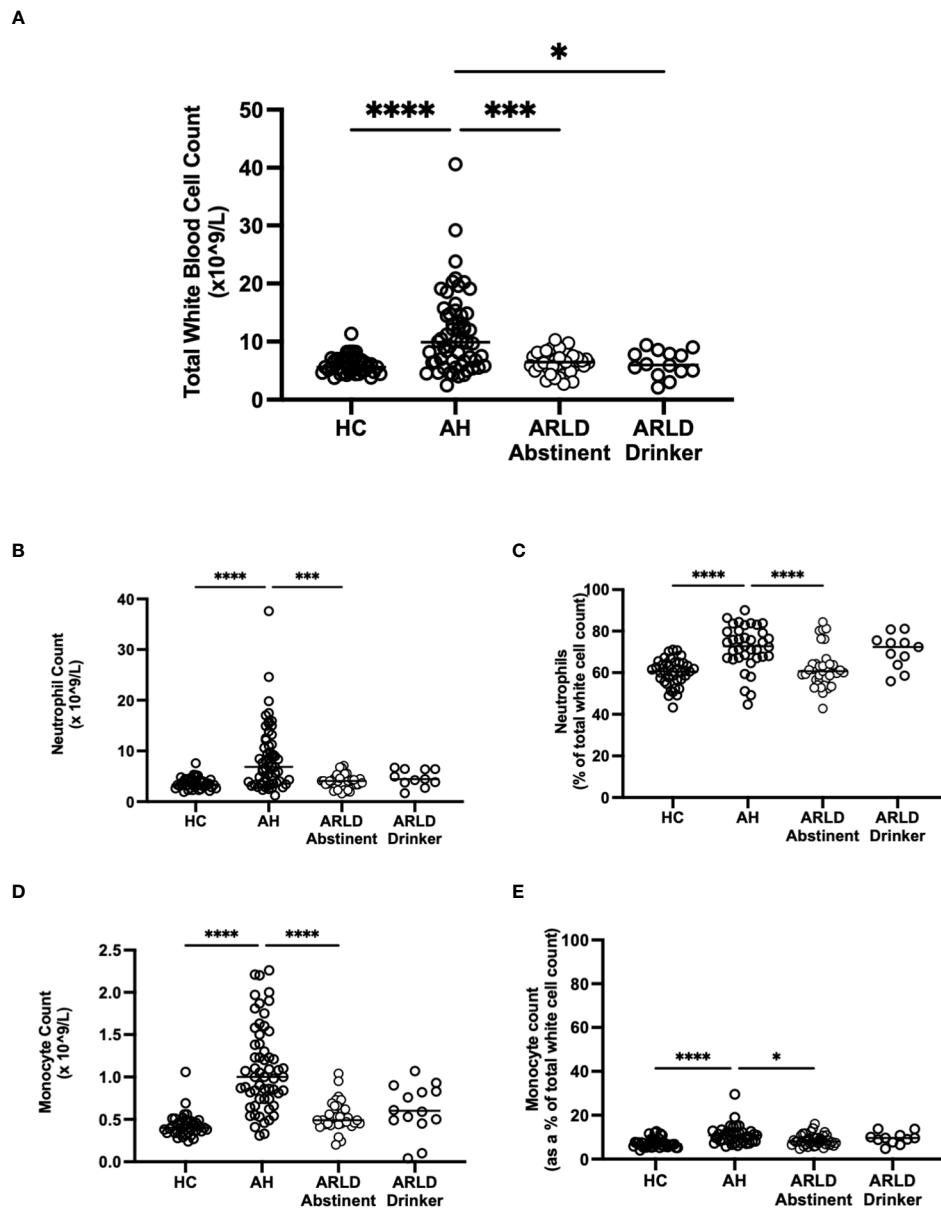 A
*
**** ***
Total White Blood Cell Count
(x10^9/L)
50
40
30
20
10
0
HC AH ARLD ARLD
Abstinent Drinker
B
**** ***
Neutrophil Count
(x 10^9/L)
40
30
20
10
0
HC AH ARLD ARLD
Abstinent Drinker
C
**** ****
Neutrophils
(% of total white cell count)
100
80
60
40
20
0
HC AH ARLD ARLD
Abstinent Drinker
D
**** ****
Monocyte Count
(x 10^9/L)
2.5
2.0
1.5
1.0
0.5
0.0
HC AH ARLD ARLD
Abstinent Drinker
E
**** *
Monocyte count
(as a % of total white cell count)
100
80
60
40
20
0
HC AH ARLD ARLD
Abstinent Drinker